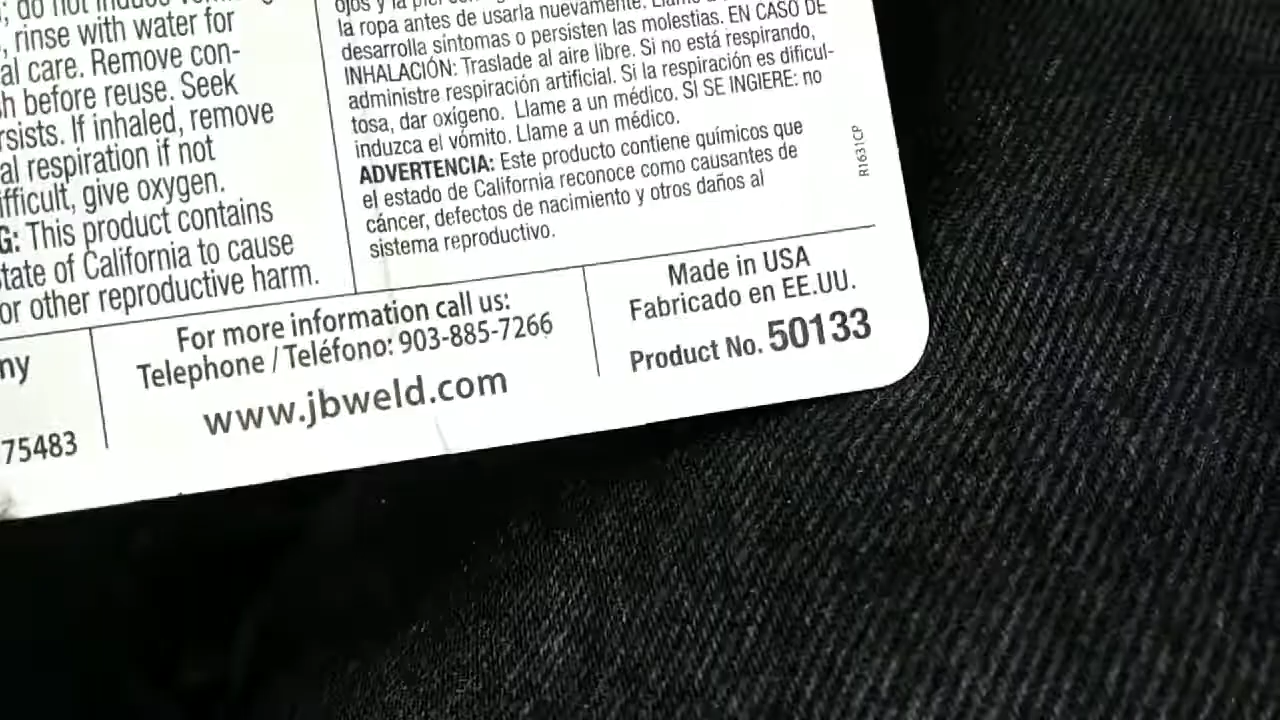 rinse with water for
al care. Remove con-
h before reuse. Seek
rsists. If inhaled, remove
al respiration if not
ifficult, give oxygen.
G: This product contains
tate of California to cause
or other reproductive harm.
ojos y la piel
la ropa antes de usarla nuevamente.
desarrolla síntomas o persisten las molestias. EN CASO DE
INHALACIÓN: Traslade al aire libre. Si no está respirando,
administre respiración artificial. Si la respiración es dificul-
tosa, dar oxígeno. Llame a un médico. SI SE INGIERE: no
induzca el vómito. Llame a un médico.
ADVERTENCIA: Este producto contiene químicos que
el estado de California reconoce como causantes de
cáncer, defectos de nacimiento y otros daños al
sistema reproductivo.
R1631CP
ny
75483
For more information call us:
Telephone / Teléfono: 903-885-7266
www.jbweld.com
Made in USA
Fabricado en EE.UU.
Product No. 50133